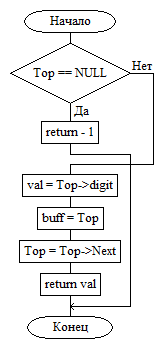 Начало
Top == NULL
Нет
Да
return - 1
val = Top->digit
buff = Top
Top = Top->Next
return val
Конец